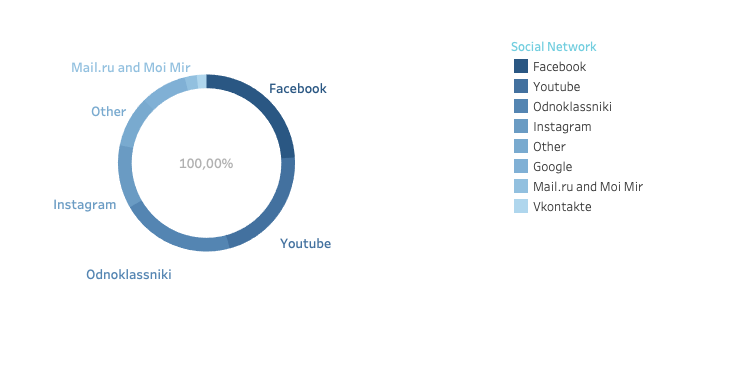 Mail.ru and Moi Mir
Facebook
Other
100,00%
Instagram
Youtube
Odnoklassniki
Social Network
Facebook
Youtube
Odnoklassniki
Instagram
Other
Google
Mail.ru and Moi Mir
Vkontakte